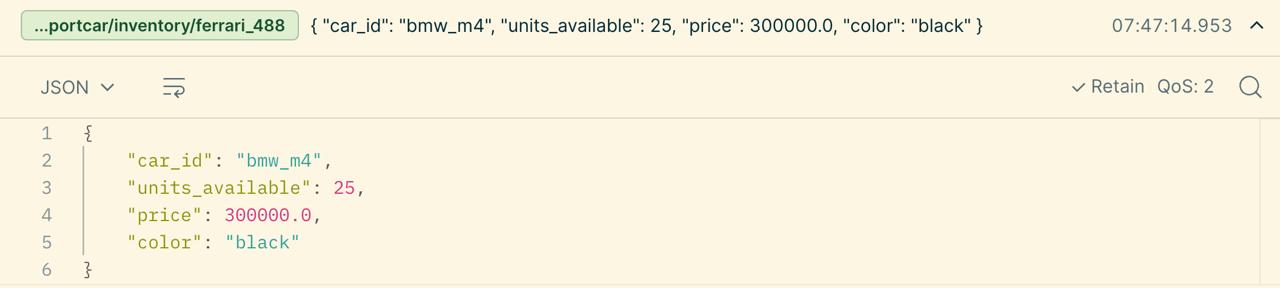 ...portcar/inventory/ferrari_488 { "car_id": "bmw_m4", "units_available": 25, "price": 300000.0, "color": "black" } 07:47:14.953
JSON Retain QoS: 2
1 {
2 "car_id": "bmw_m4",
3 "units_available": 25,
4 "price": 300000.0,
5 "color": "black"
6 }